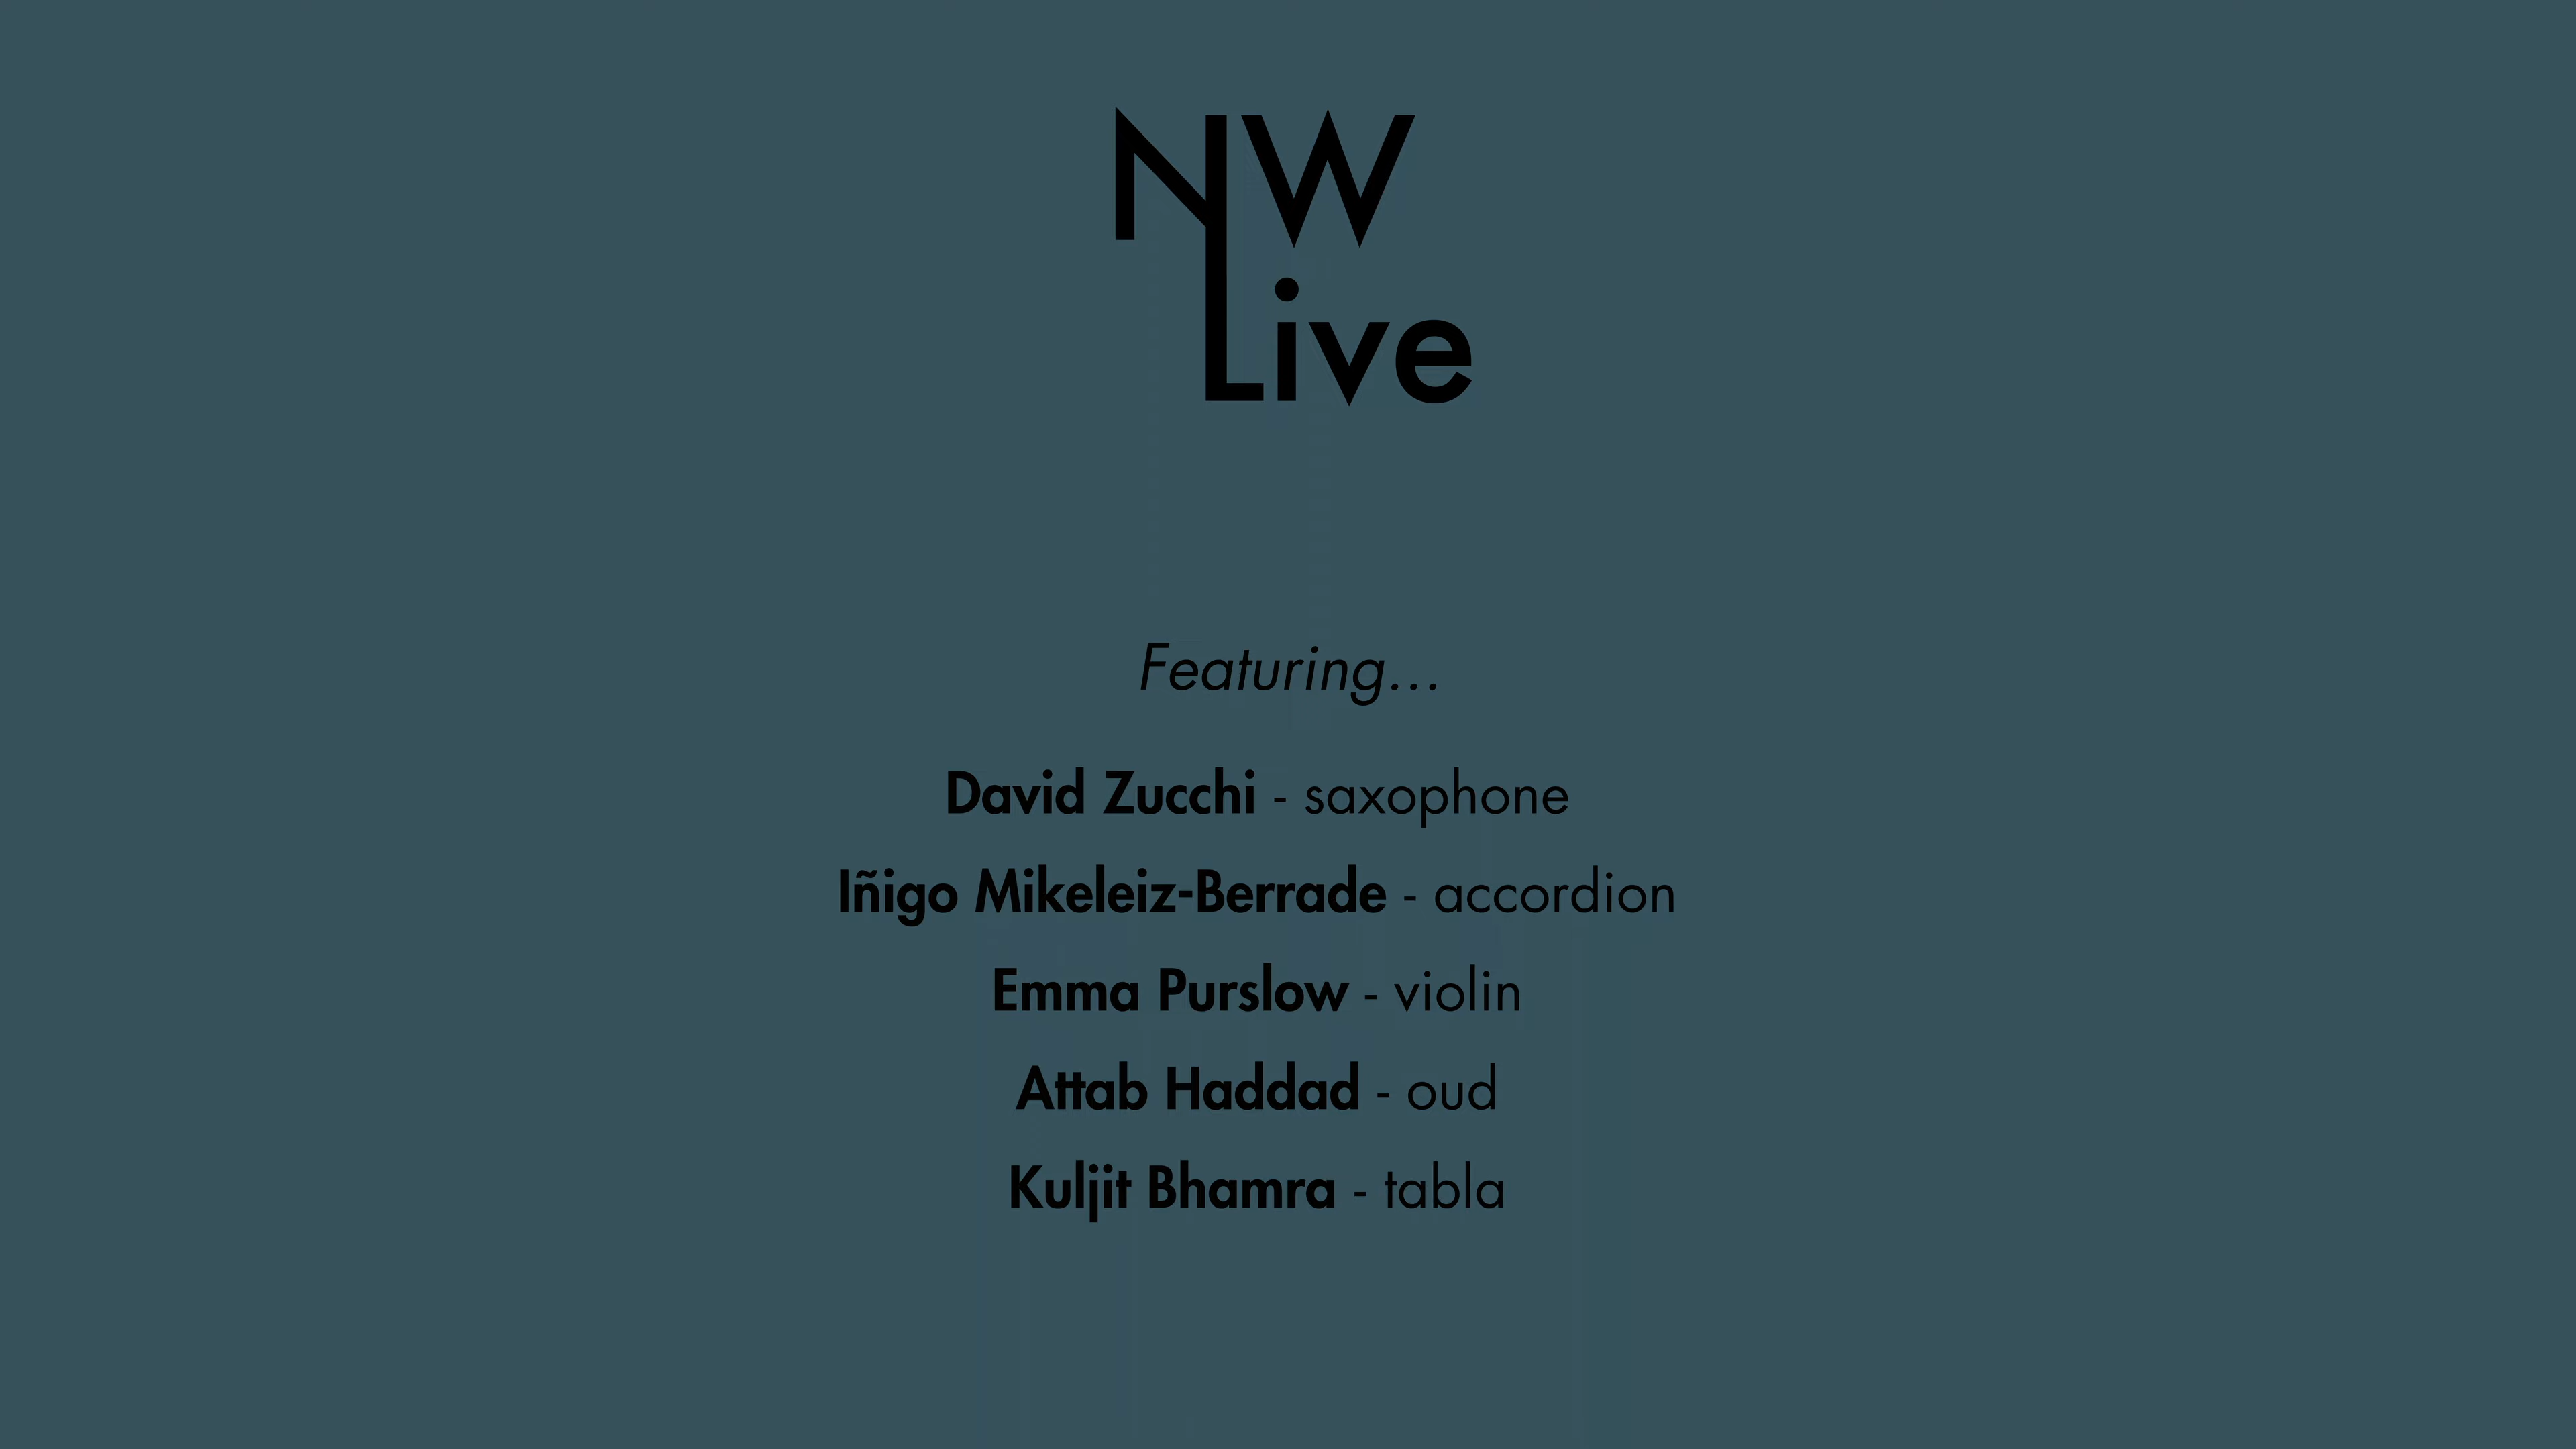 NW
Live
Featuring...
David Zucchi - saxophone
Iñigo Mikeleiz-Berrade - accordion
Emma Purslow - violin
Attab Haddad - oud
Kuljit Bhamra - tabla